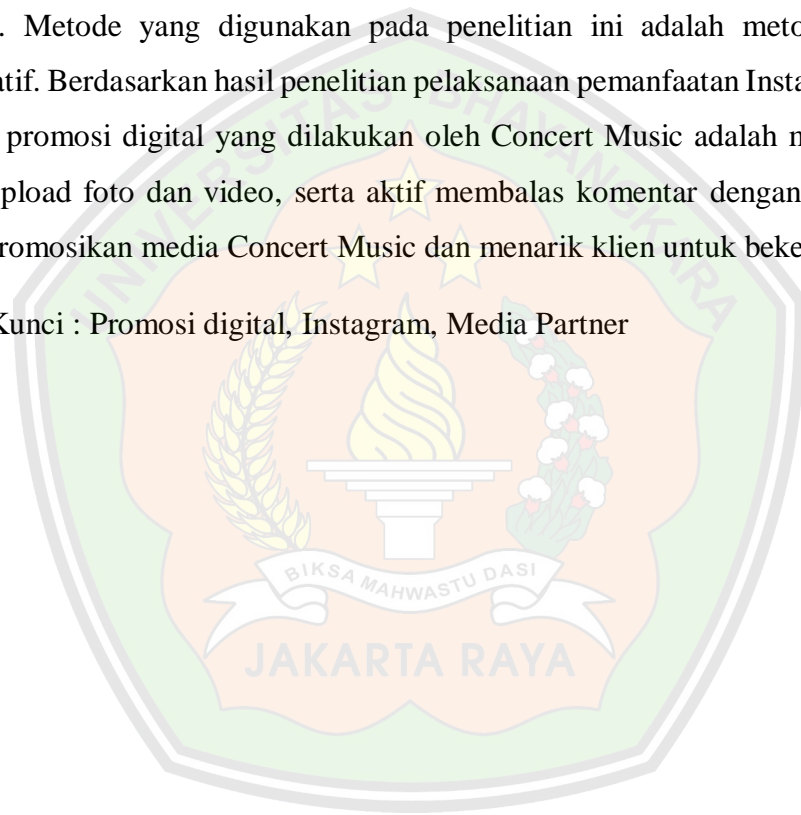 . Metode yang digunakan pada penelitian ini adalah meto
atif. Berdasarkan hasil penelitian pelaksanaan pemanfaatan Insta
promosi digital yang dilakukan oleh Concert Music adalah m
pload foto dan video, serta aktif membalas komentar dengan
romosikan media Concert Music dan menarik klien untuk beke
Kunci : Promosi digital, Instagram, Media Partner
UNIVERSITAS BHAYANGKARA
BIKSA MAHWASTU DASI
JAKARTA RAYA